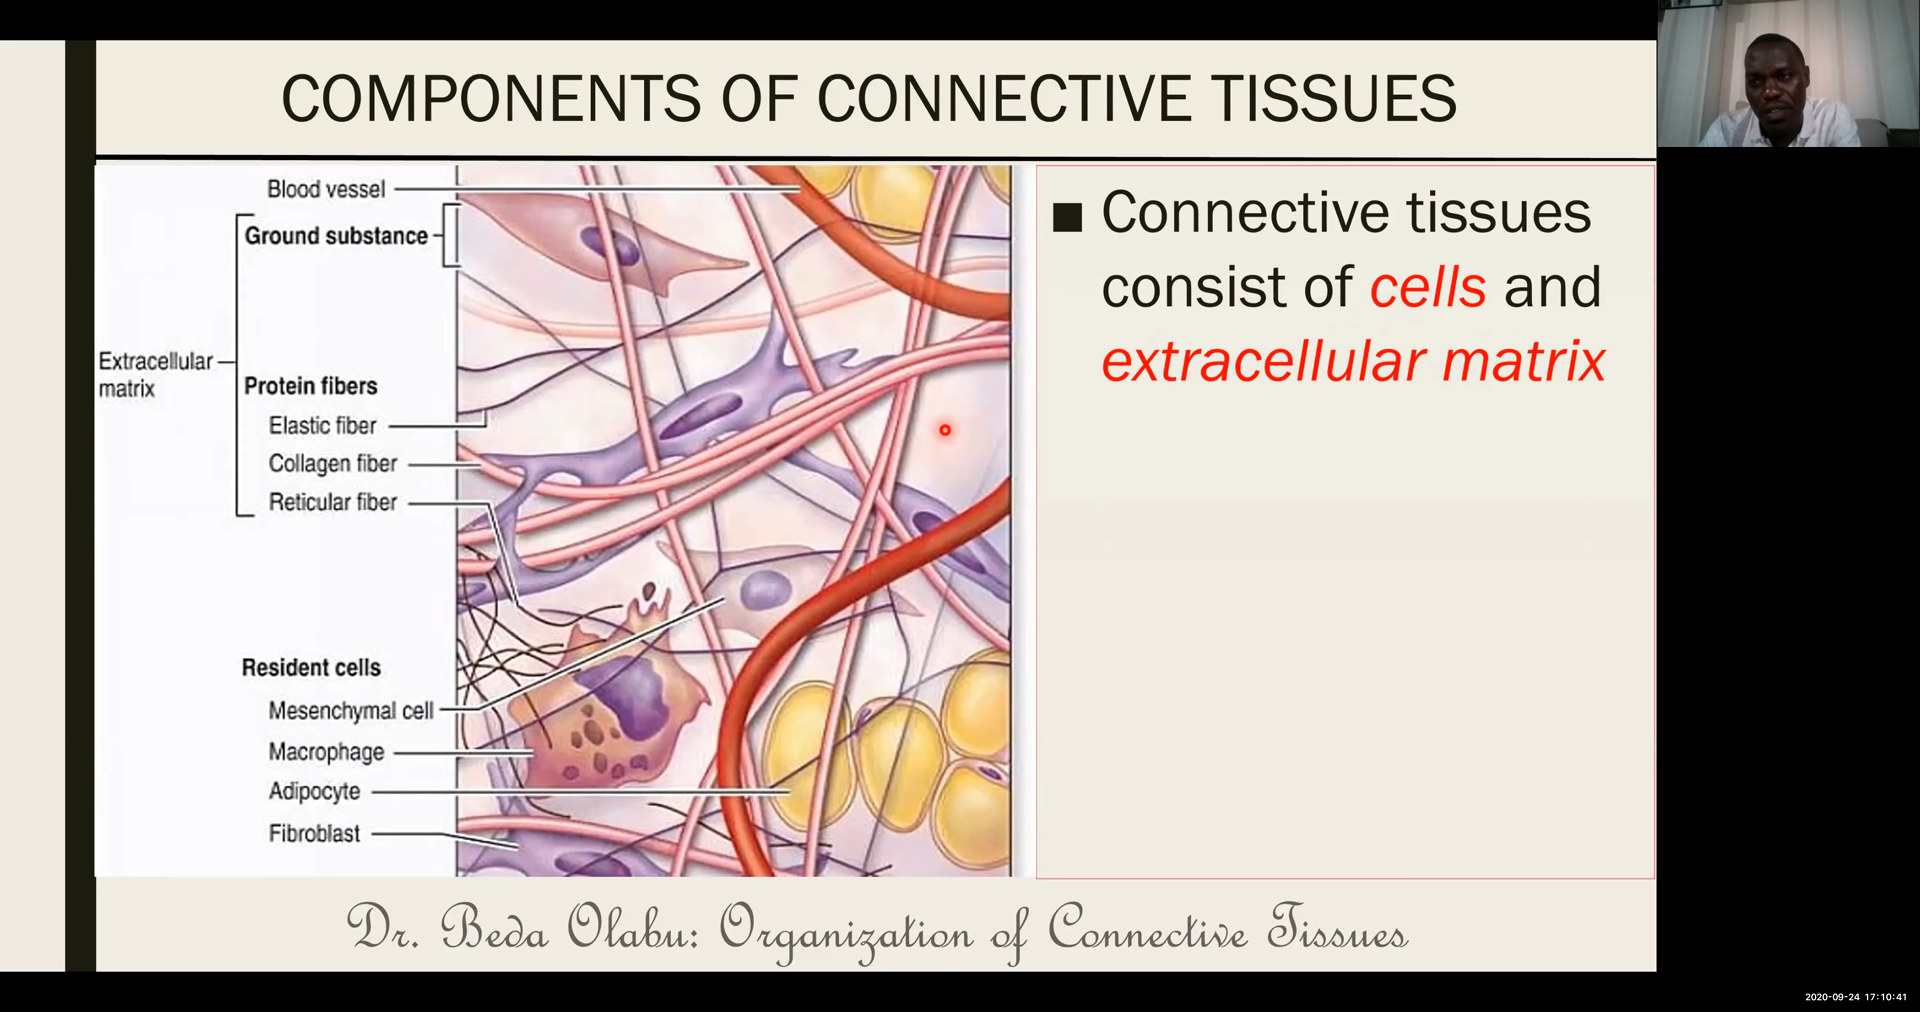 COMPONENTS OF CONNECTIVE TISSUES
Blood vessel
Ground substance
Extracellular
matrix
Protein fibers
Elastic fiber
Collagen fiber
Reticular fiber
Resident cells
Mesenchymal cell
Macrophage
Adipocyte
Fibroblast
■ Connective tissues
consist of cells and
extracellular matrix
Dr. Beda Olabu: Organization of Connective Tissues
2020-09-24 17:10:41